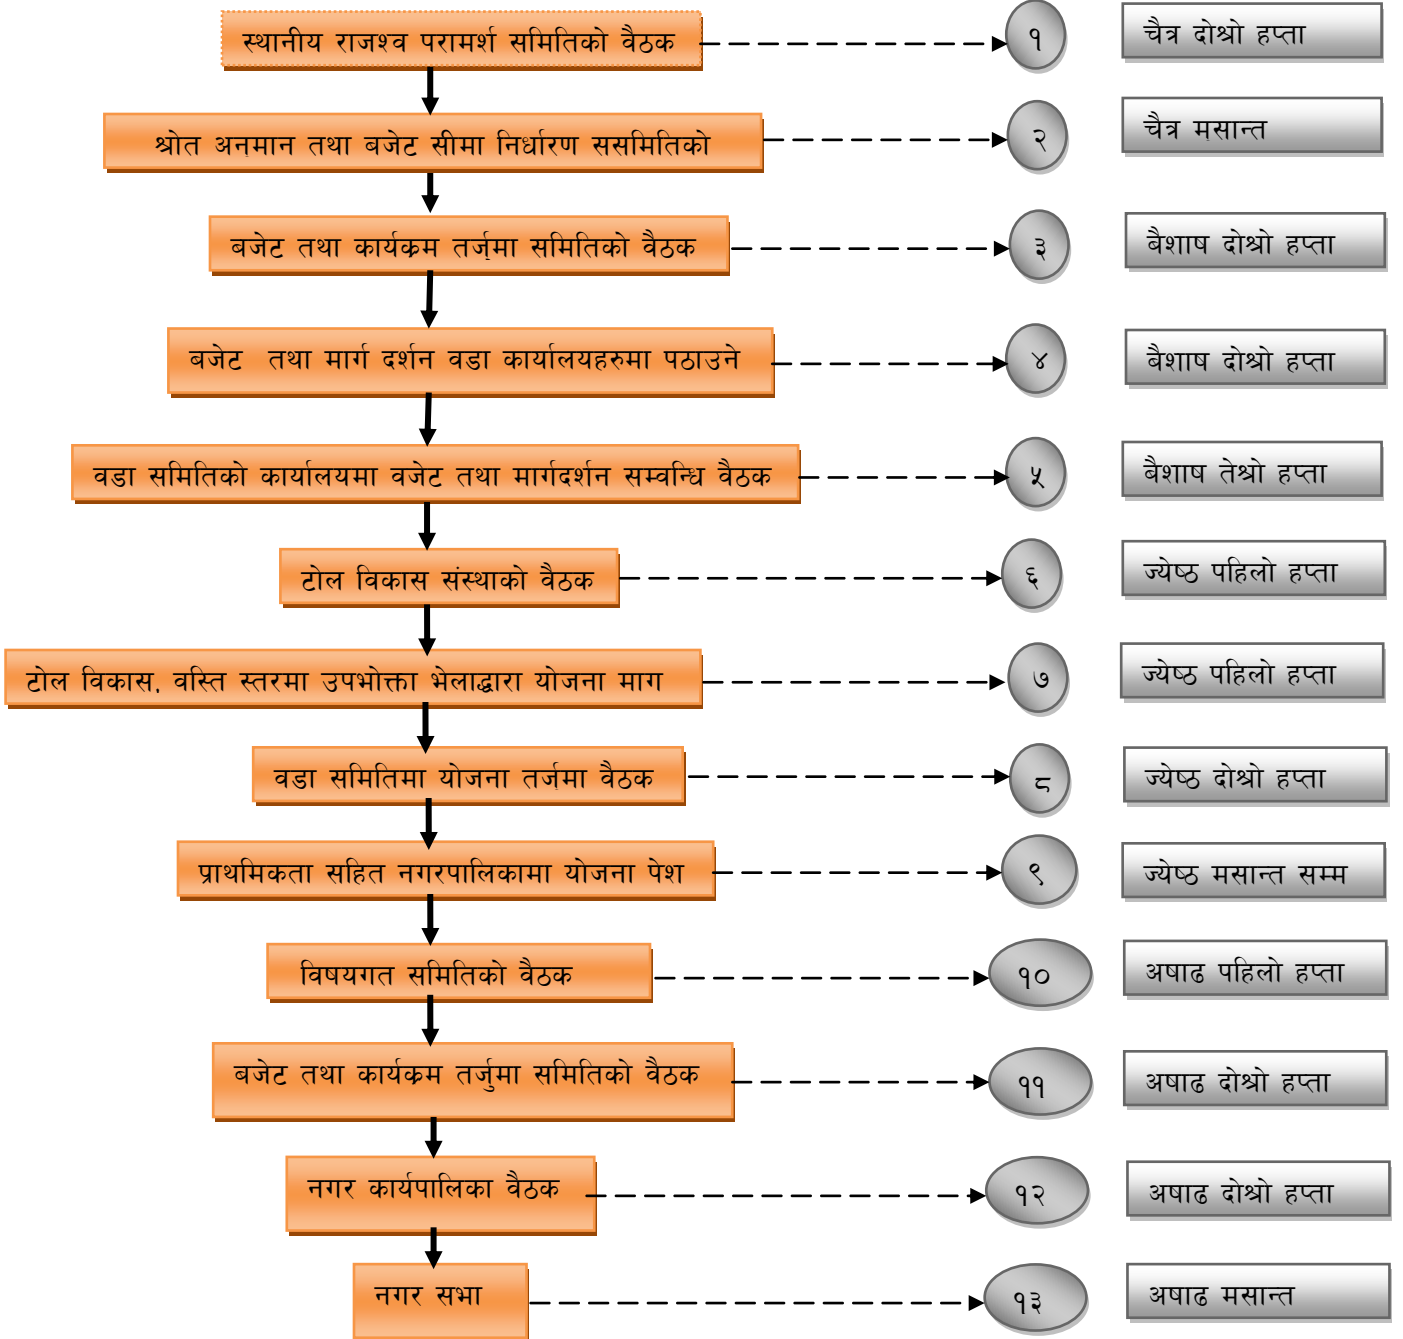 स्थानीय राजश्व परामर्श समितिको वैठक
१
चैत्र दोश्रो हप्ता
श्रोत अनुमान तथा बजेट सीमा निर्धारण ससमितिको
२
चैत्र मसान्त
बजेट तथा कार्यक्रम तर्जुमा समितिको वैठक
३
बैशाष दोश्रो हप्ता
बजेट तथा मार्ग दर्शन वडा कार्यालयहरुमा पठाउने
४
बैशाष दोश्रो हप्ता
वडा समितिको कार्यालयमा वजेट तथा मार्गदर्शन सम्वन्धि वैठक
५
बैशाष तेश्रो हप्ता
टोल विकास संस्थाको वैठक
६
ज्येष्ठ पहिलो हप्ता
टोल विकास, वस्ति स्तरमा उपभोक्ता भेलाद्धारा योजना माग
७
ज्येष्ठ पहिलो हप्ता
वडा समितिमा योजना तर्जुमा वैठक
८
ज्येष्ठ दोश्रो हप्ता
प्राथमिकता सहित नगरपालिकामा योजना पेश
९
ज्येष्ठ मसान्त सम्म
विषयगत समितिको वैठक
१०
अषाढ पहिलो हप्ता
बजेट तथा कार्यक्रम तर्जुमा समितिको वैठक
११
अषाढ दोश्रो हप्ता
नगर कार्यपालिका वैठक
१२
अषाढ दोश्रो हप्ता
नगर सभा
१३
अषाढ मसान्त